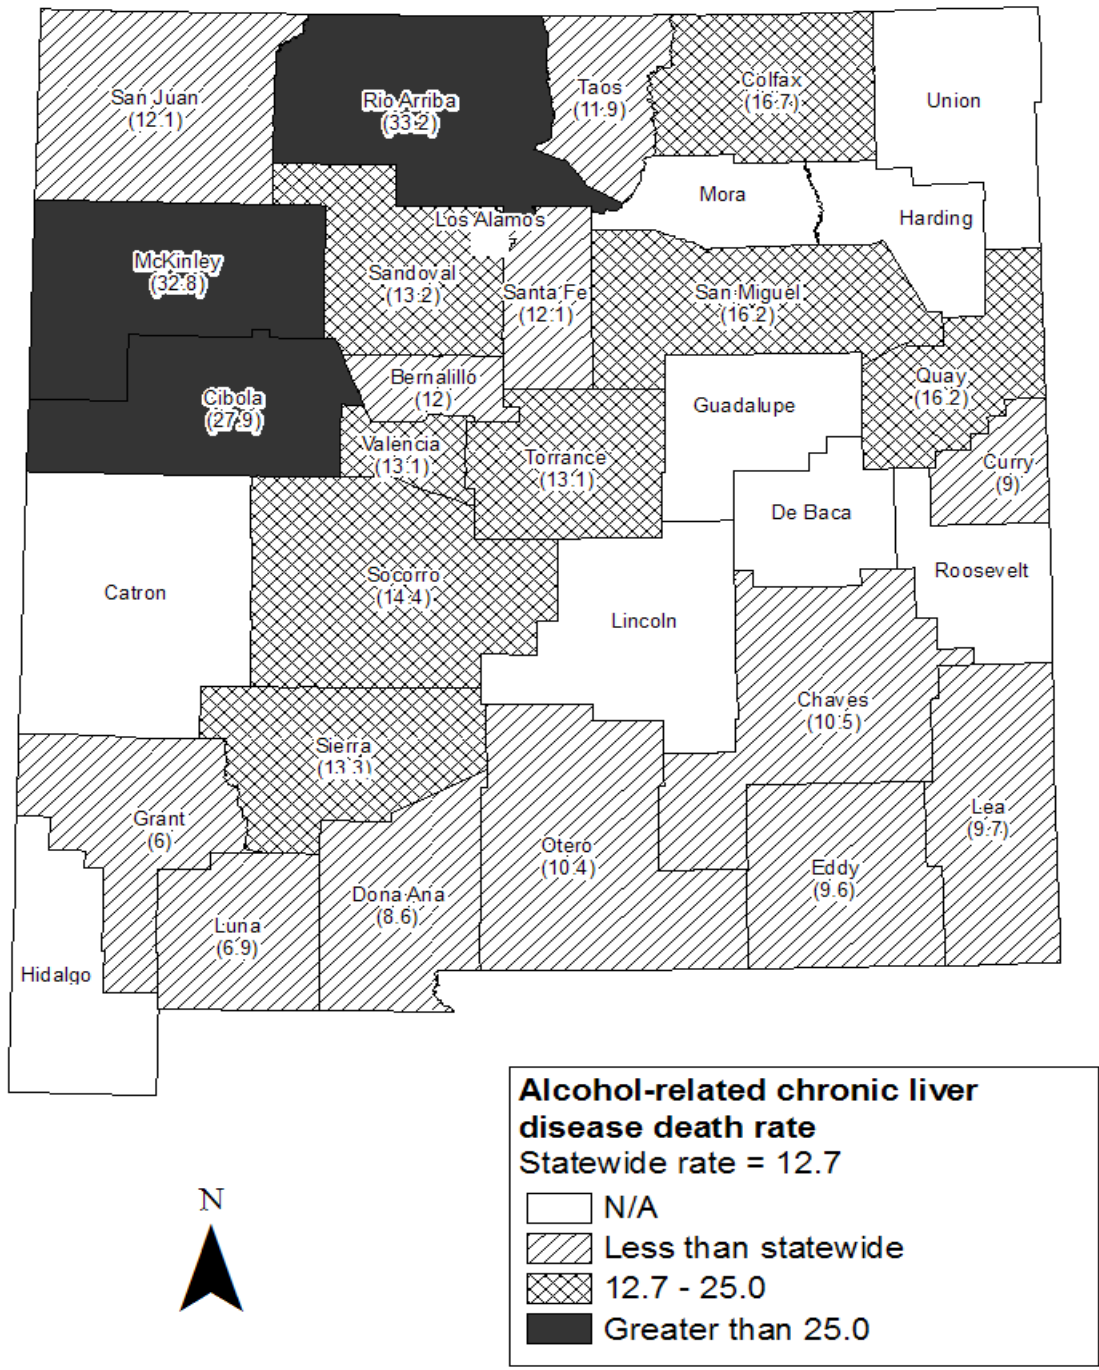 San Juan
(12.1)
Rio Arriba
(33.2)
Taos
(11.9)
Colfax
(16.7)
Union
Mora
Harding
Los Alamos
McKinley
(32.8)
Sandoval
(13.2)
Santa Fe
(12.1)
San Miguel
(16.2)
Bernalillo
(12)
Quay
(16.2)
Cibola
(27.9)
Guadalupe
Valencia
(13.1)
Torrance
(13.1)
Curry
(9)
De Baca
Roosevelt
Catron
Socorro
(14.4)
Lincoln
Chaves
(10.5)
Sierra
(13.3)
Grant
(6)
Lea
(9.7)
Otero
(10.4)
Eddy
(9.6)
Dona Ana
(8.6)
Luna
(6.9)
Hidalgo
Alcohol-related chronic liver
disease death rate
Statewide rate = 12.7
N/A
Less than statewide
12.7 - 25.0
Greater than 25.0
N